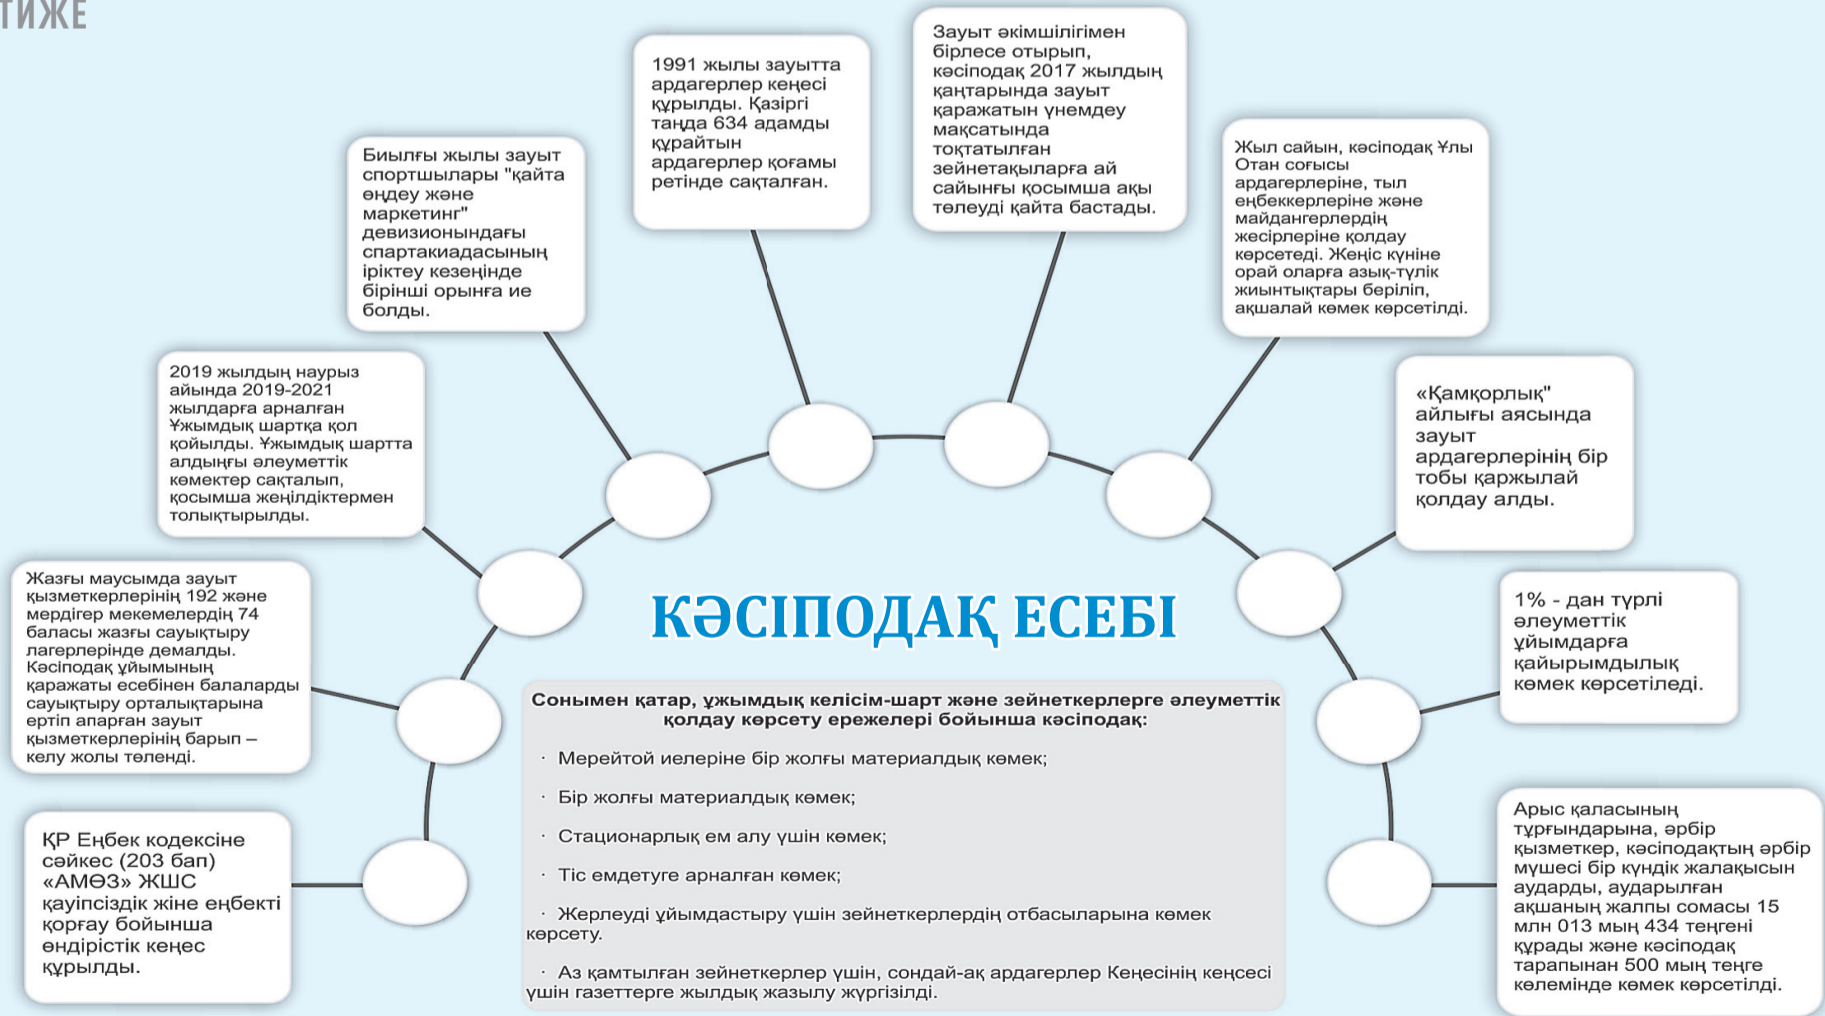 ТИЖЕ
ҚР Еңбек кодексіне
сәйкес (203 бап)
«АМӨЗ» ЖШС
қауіпсіздік жіне еңбекті
қорғау бойынша
өндірістік кеңес
құрылды.
Жазғы маусымда зауыт
қызметкерлерінің 192 және
мердігер мекемелердің 74
баласы жазғы сауықтыру
лагерлерінде демалды.
Кәсіподақ ұйымының
қаражаты есебінен балаларды
сауықтыру орталықтарына
ертіп апарған зауыт
қызметкерлерінің барып –
келу жолы төленді.
2019 жылдың наурыз
айында 2019-2021
жылдарға арналған
Ұжымдық шартқа қол
қойылды. Ұжымдық шартта
алдыңғы әлеуметтік
көмектер сақталып,
қосымша жеңілдіктермен
толықтырылды.
Биылғы жылы зауыт
спортшылары "қайта
өңдеу және
маркетинг"
девизионындағы
спартакиадасының
іріктеу кезеңінде
бірінші орынға ие
болды.
1991 жылы зауытта
ардагерлер кеңесі
құрылды. Қазіргі
таңда 634 адамды
құрайтын
ардагерлер қоғамы
ретінде сақталған.
Зауыт әкімшілігімен
бірлесе отырып,
кәсіподақ 2017 жылдың
қаңтарында зауыт
қаражатын үнемдеу
мақсатында
тоқтатылған
зейнетақыларға ай
сайынғы қосымша ақы
төлеуді қайта бастады.
Жыл сайын, кәсіподақ Ұлы
Отан соғысы
ардагерлеріне, тыл
еңбеккерлеріне және
майдангерлердің
жесірлеріне қолдау
көрсетеді. Жеңіс күніне
орай оларға азық-түлік
жиынтықтары беріліп,
ақшалай көмек көрсетілді.
«Қамқорлық"
айлығы аясында
зауыт
ардагерлерінің бір
тобы қаржылай
қолдау алды.
1% - дан түрлі
әлеуметтік
ұйымдарға
қайырымдылық
көмек көрсетіледі.
Арыс қаласының
тұрғындарына, әрбір
қызметкер, кәсіподақтың әрбір
мүшесі бір күндік жалақысын
аударды, аударылған
ақшаның жалпы сомасы 15
млн 013 мың 434 теңгені
құрады және кәсіподақ
тарапынан 500 мың теңге
көлемінде көмек көрсетілді.
КӘСІПОДАҚ ЕСЕБІ
Сонымен қатар, ұжымдық келісім-шарт және зейнеткерлерге әлеуметтік
қолдау көрсету ережелері бойынша кәсіподақ:
· Мерейтой иелеріне бір жолғы материалдық көмек;
· Бір жолғы материалдық көмек;
· Стационарлық ем алу үшін көмек;
· Тіс емдетуге арналған көмек;
· Жерлеуді ұйымдастыру үшін зейнеткерлердің отбасыларына көмек
көрсету.
· Аз қамтылған зейнеткерлер үшін, сондай-ақ ардагерлер Кеңесінің кеңсесі
үшін газеттерге жылдық жазылу жүргізілді.